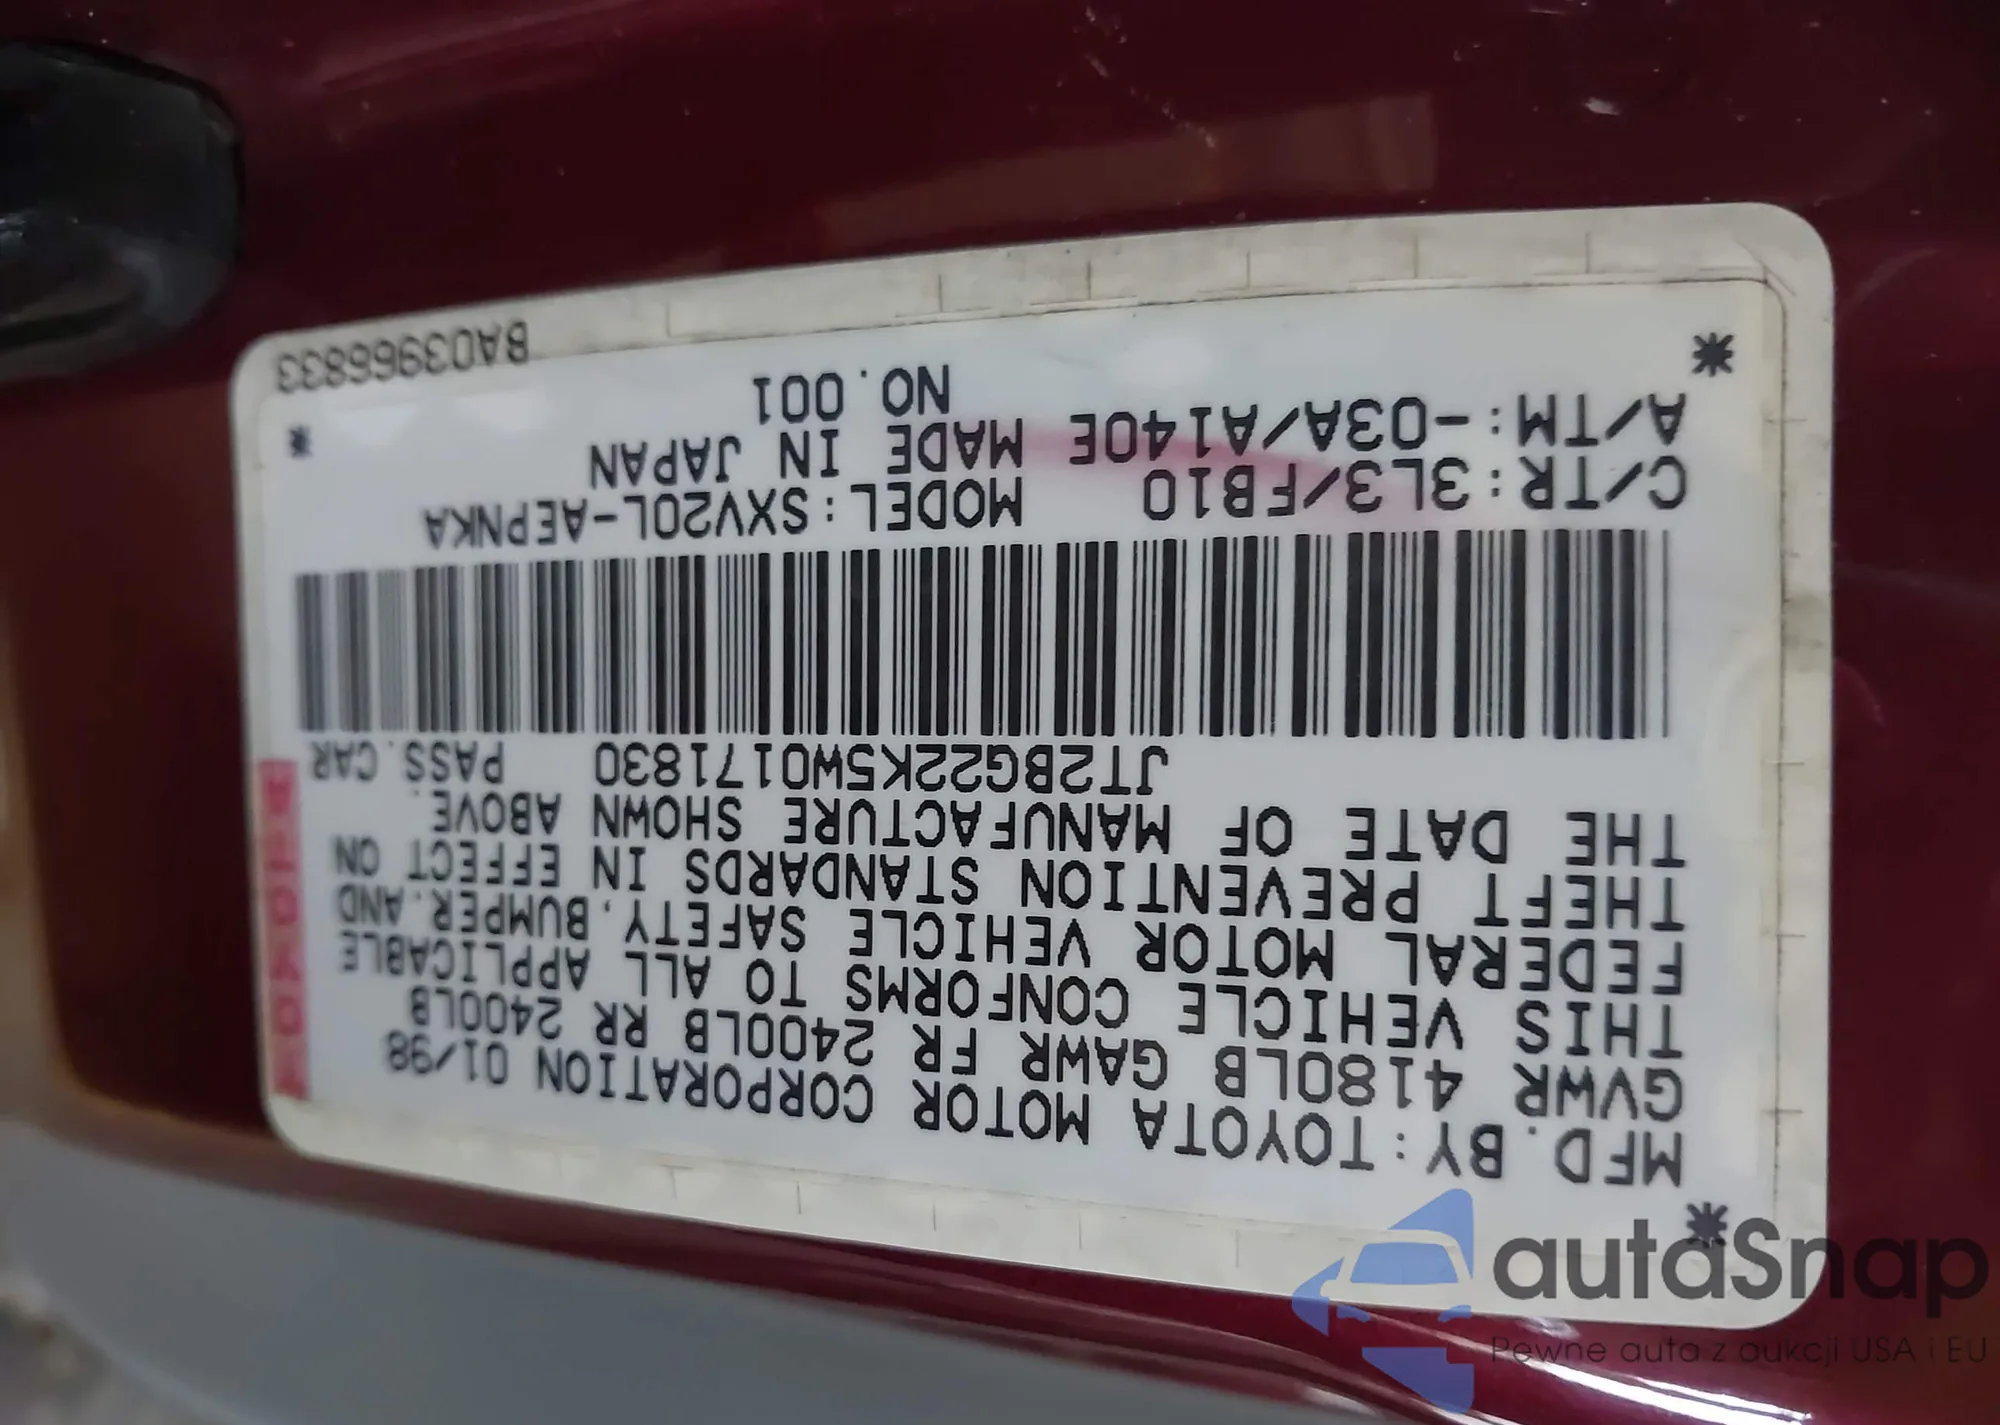 MFD. BY:TOYOTA MOTOR CORPORATION 01/98
GVWR 4180LB GAWR FR 2400LB RR 2400LB
THIS VEHICLE CONFORMS TO ALL APPLICABLE
FEDERAL MOTOR VEHICLE SAFETY,BUMPER,AND
THEFT PREVENTION STANDARDS IN EFFECT ON
THE DATE OF MANUFACTURE SHOWN ABOVE.
JT2BG22K5W0171830 PASS.CAR
C/TR:3L3/FB10 MODEL:SXV20L-AEPNKA
A/TM:-03A/A140E MADE IN JAPAN
NO.001
BA03966833
autaSnap
Pewne auta z aukcji USA i EU